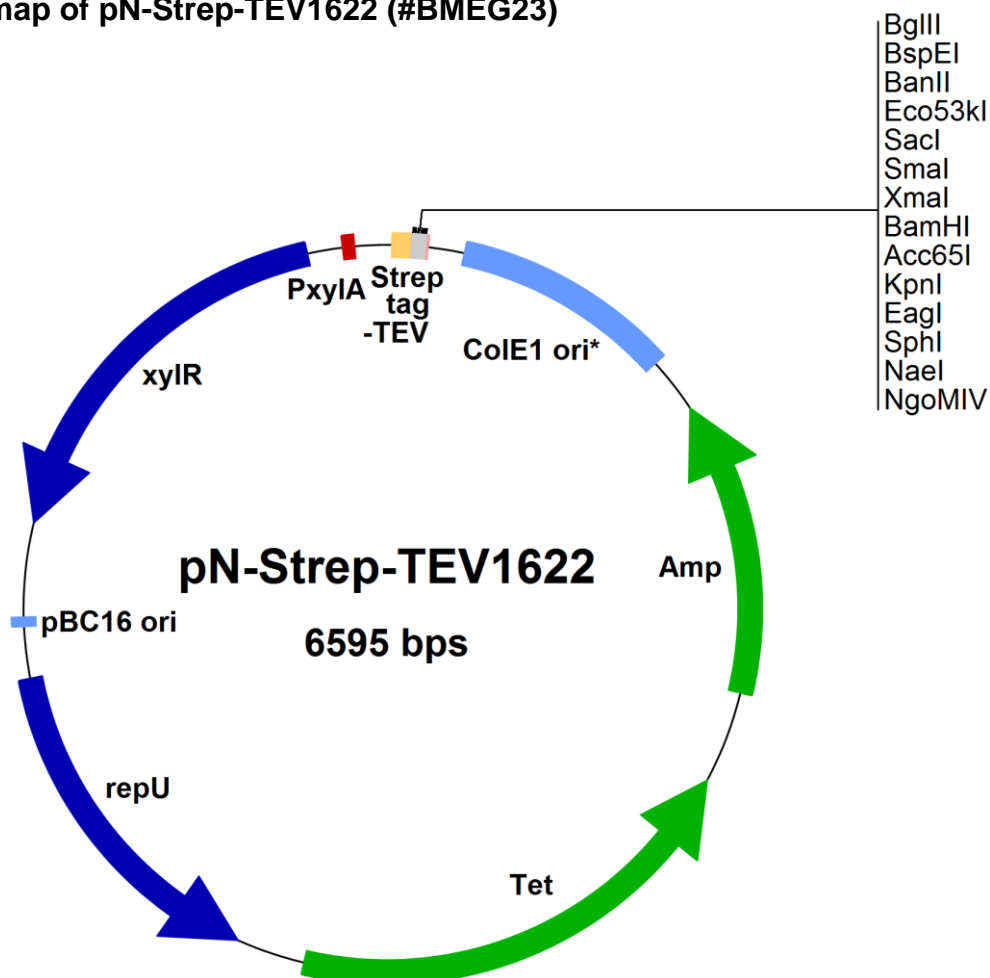 map of pN-Strep-TEV1622 (#BMEG23)
BglII
BspEI
BanII
Eco53kI
SacI
SmaI
XmaI
BamHI
Acc65I
KpnI
EagI
SphI
NaeI
NgoMIV
PxylA
Strep
tag
-TEV
ColE1 ori*
xylR
Amp
pN-Strep-TEV1622
6595 bps
pBC16 ori
repU
Tet